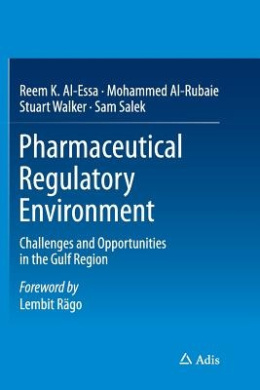 Reem K. Al-Essa · Mohammed Al-Rubaie
Stuart Walker · Sam Salek
Pharmaceutical
Regulatory
Environment
Challenges and Opportunities
in the Gulf Region
Foreword by
Lembit Rägo
Adis